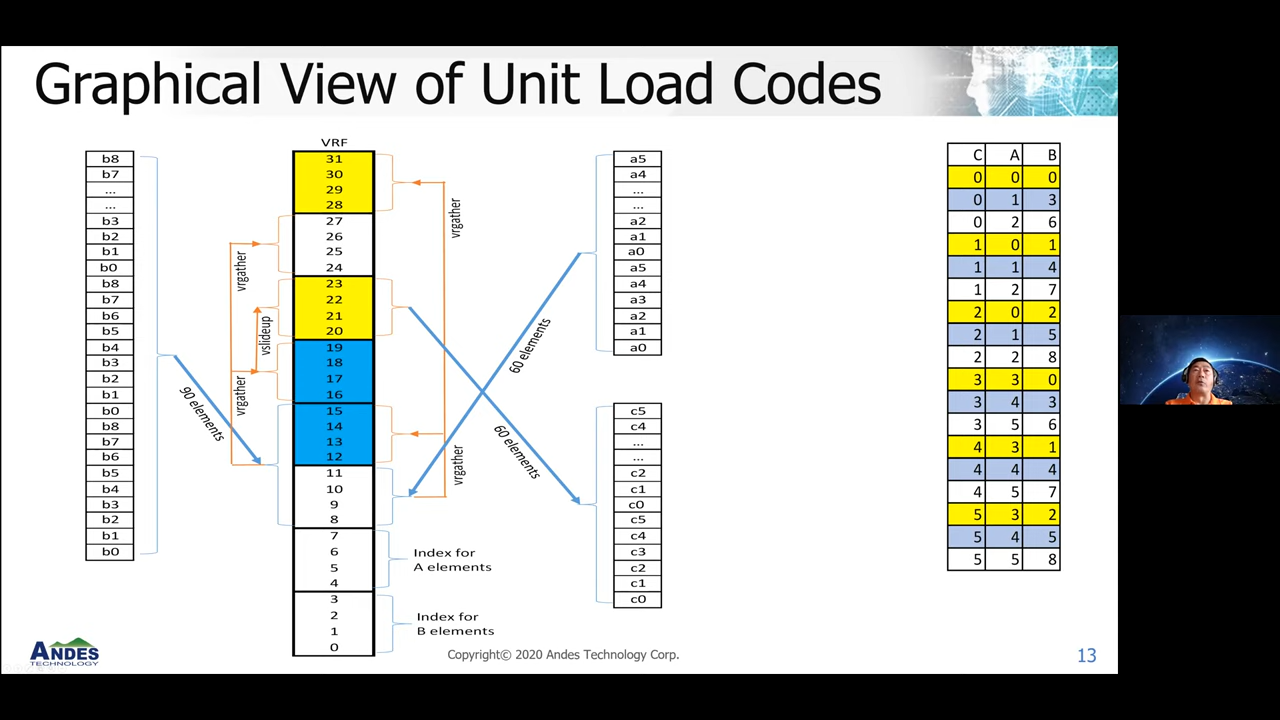 Graphical View of Unit Load Codes
b8
b7
...
...
b3
b2
b1
b0
b8
b7
b6
b5
b4
b3
b2
b1
b0
b8
b7
b6
b5
b4
b3
b2
b1
b0
90 elements
vrgather
vslideup
vrgather
VRF
31
30
29
28
27
26
25
24
23
22
21
20
19
18
17
16
15
14
13
12
11
10
9
8
7
6
5
4
3
2
1
0
vrgather
vrgather
60 elements
60 elements
Index for
A elements
Index for
B elements
a5
a4
...
...
a2
a1
a0
a5
a4
a3
a2
a1
a0
c5
c4
...
...
c2
c1
c0
c5
c4
c3
c2
c1
c0
C A B
0 0 0
0 1 3
0 2 6
1 0 1
1 1 4
1 2 7
2 0 2
2 1 5
2 2 8
3 3 0
3 4 3
3 5 6
4 3 1
4 4 4
4 5 7
5 3 2
5 4 5
5 5 8
ANDES
TECHNOLOGY
Copyright© 2020 Andes Technology Corp.
13